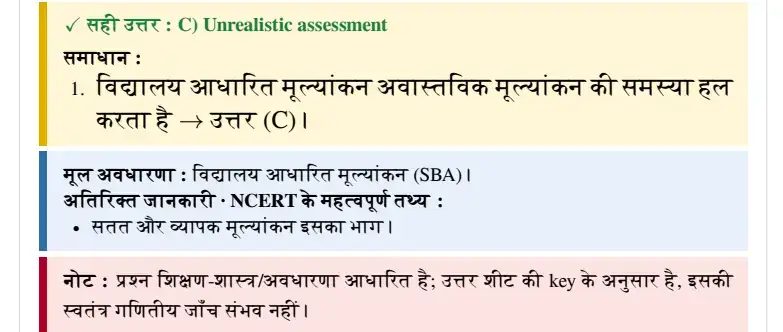 ✓ सही उत्तर : C) Unrealistic assessment
समाधान :
1. विद्यालय आधारित मूल्यांकन अवास्तविक मूल्यांकन की समस्या हल
करता है → उत्तर (C)।
मूल अवधारणा : विद्यालय आधारित मूल्यांकन (SBA)।
अतिरिक्त जानकारी · NCERT के महत्वपूर्ण तथ्य :
• सतत और व्यापक मूल्यांकन इसका भाग।
नोट : प्रश्न शिक्षण-शास्त्र/अवधारणा आधारित है; उत्तर शीट की key के अनुसार है, इसकी
स्वतंत्र गणितीय जाँच संभव नहीं।